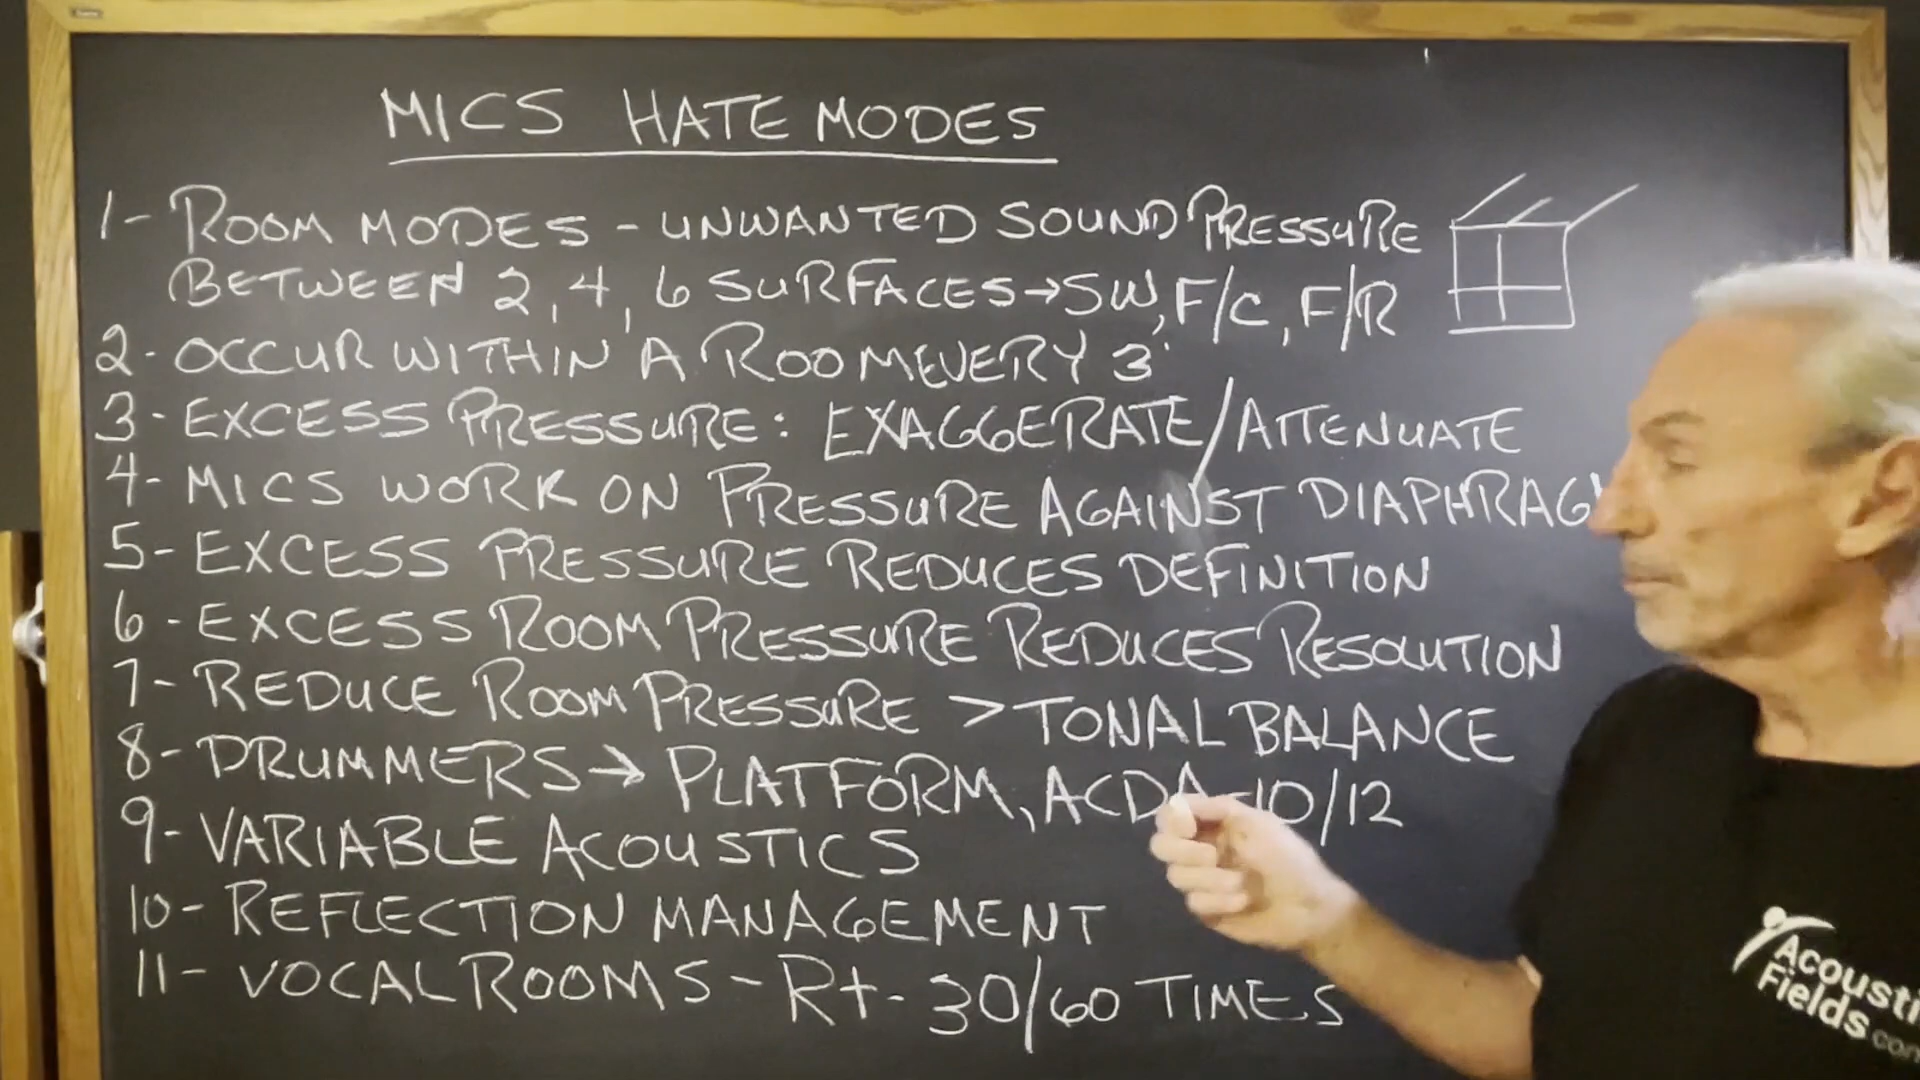 MICS HATE MODES
1- ROOM MODES - UNWANTED SOUND PRESSURE
BETWEEN 2, 4, 6 SURFACES → SW, F/C, F/R
2- OCCUR WITHIN A ROOM EVERY 3'
3- EXCESS PRESSURE: EXAGGERATE/ATTENUATE
4- MICS WORK ON PRESSURE AGAINST DIAPHRAG
5- EXCESS PRESSURE REDUCES DEFINITION
6- EXCESS ROOM PRESSURE REDUCES RESOLUTION
7- REDUCE ROOM PRESSURE > TONAL BALANCE
8- DRUMMERS → PLATFORM, ACDA-10/12
9- VARIABLE ACOUSTICS
10- REFLECTION MANAGEMENT
11- VOCAL ROOMS - Rt - 30/60 TIMES
Acousti
Fields.com